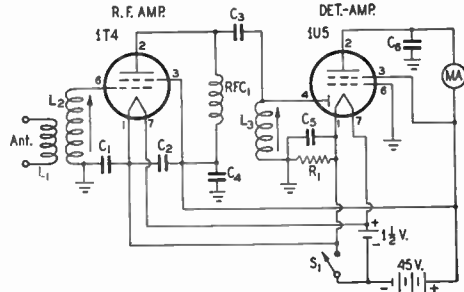 R.F. AMP. DET.-AMP.
1T4 C3 1U5
2 2 C6
6 3 4 3 6 MA
L2 RFC1
Ant. L1 C1 1 7 C2 L3 C5 1 7
C4 R1
+ 1½ V. -
S1 45 V.
- +